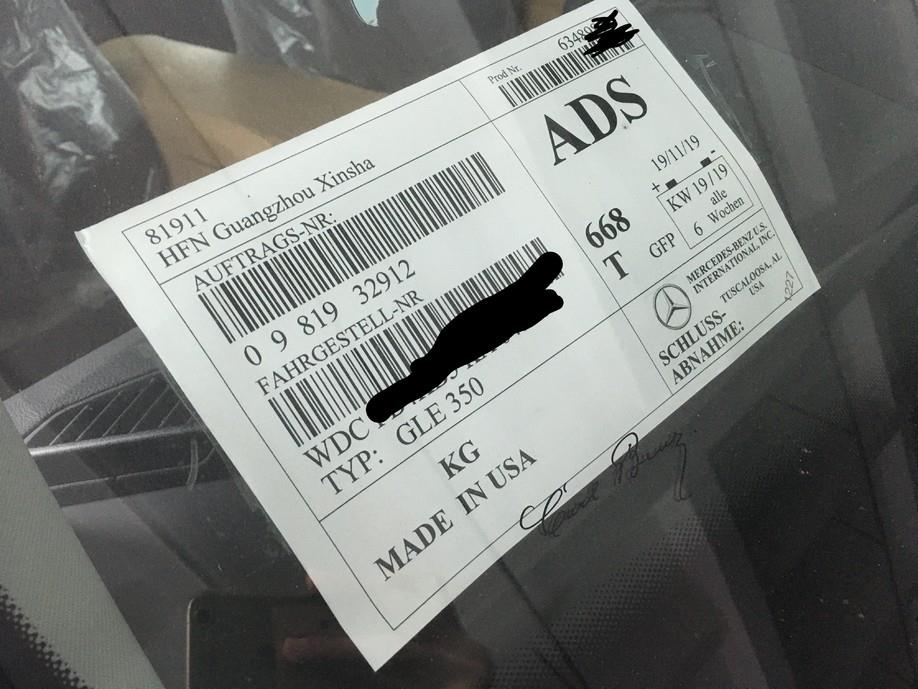 81911
HFN Guangzhou Xinsha
AUFTRAGS-NR:
0 9 819 32912
FAHRGESTELL-NR
WDC
TYP: GLE 350
KG
MADE IN USA
Prod Nr.
ADS
668
T
GFP
19/11/19
+ -
KW 19/19
alle
6 Wochen
MERCEDES-BENZ U.S.
INTERNATIONAL, INC.
TUSCALOOSA, AL
USA
SCHLUSS-
ABNAHME:
Carl Benz